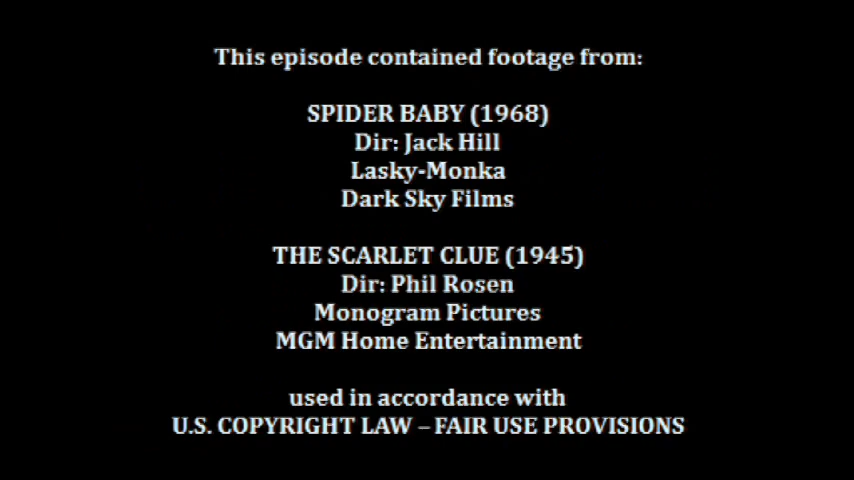 This episode contained footage from:
SPIDER BABY (1968)
Dir: Jack Hill
Lasky-Monka
Dark Sky Films
THE SCARLET CLUE (1945)
Dir: Phil Rosen
Monogram Pictures
MGM Home Entertainment
used in accordance with
U.S. COPYRIGHT LAW – FAIR USE PROVISIONS